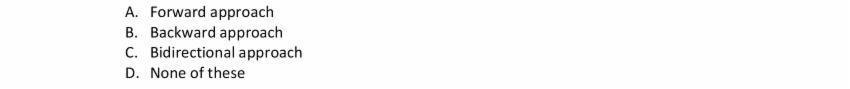 A. Forward approach
B. Backward approach
C. Bidirectional approach
D. None of these